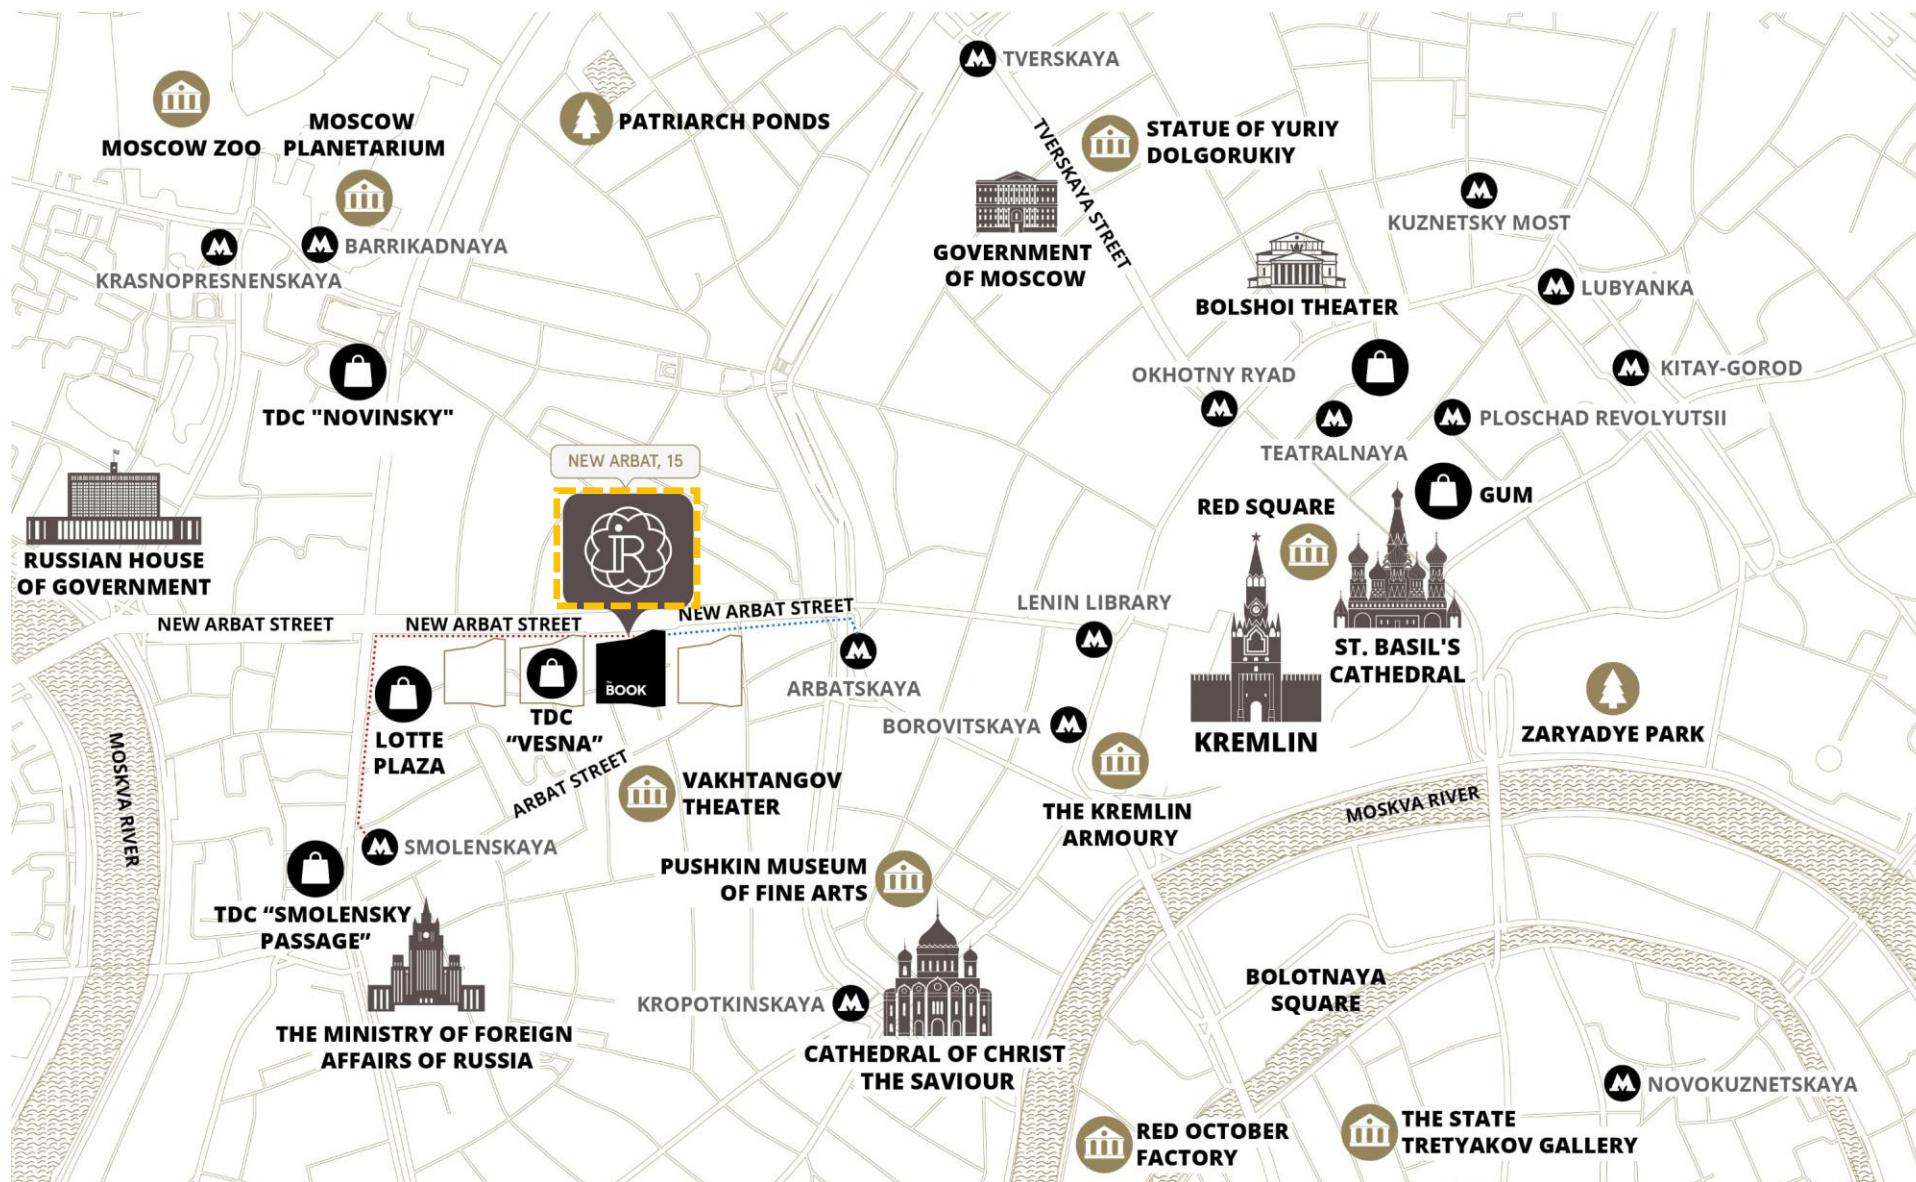 TVERSKAYA
MOSCOW ZOO
MOSCOW
PLANETARIUM
PATRIARCH PONDS
TVERSKAYA STREET
STATUE OF YURIY
DOLGORUKIY
KUZNETSKY MOST
BARRIKADNAYA
KRASNOPRESNENSKAYA
GOVERNMENT
OF MOSCOW
BOLSHOI THEATER
LUBYANKA
OKHOTNY RYAD
KITAY-GOROD
TDC "NOVINSKY"
PLOSCHAD REVOLYUTSII
TEATRALNAYA
NEW ARBAT, 15
GUM
RED SQUARE
iR
RUSSIAN HOUSE
OF GOVERNMENT
NEW ARBAT STREET
NEW ARBAT STREET
NEW ARBAT STREET
LENIN LIBRARY
ST. BASIL'S
CATHEDRAL
The
BOOK
ARBATSKAYA
LOTTE
PLAZA
TDC
“VESNA”
BOROVITSKAYA
KREMLIN
ZARYADYE PARK
MOSKVA RIVER
ARBAT STREET
VAKHTANGOV
THEATER
THE KREMLIN
ARMOURY
MOSKVA RIVER
SMOLENSKAYA
PUSHKIN MUSEUM
OF FINE ARTS
TDC “SMOLENSKY
PASSAGE”
BOLOTNAYA
SQUARE
KROPOTKINSKAYA
THE MINISTRY OF FOREIGN
AFFAIRS OF RUSSIA
CATHEDRAL OF CHRIST
THE SAVIOUR
NOVOKUZNETSKAYA
RED OCTOBER
FACTORY
THE STATE
TRETYAKOV GALLERY